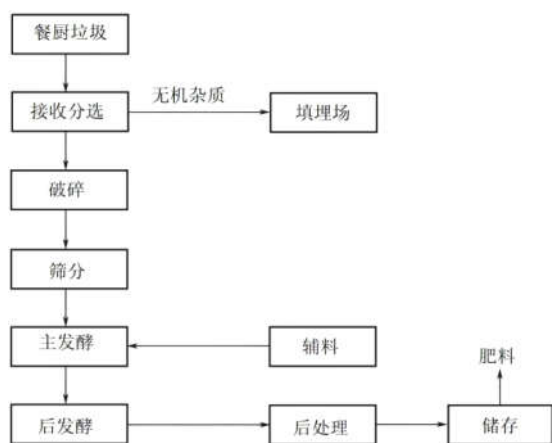 餐厨垃圾
接收分选
无机杂质
填埋场
破碎
筛分
主发酵
辅料
肥料
后发酵
后处理
储存